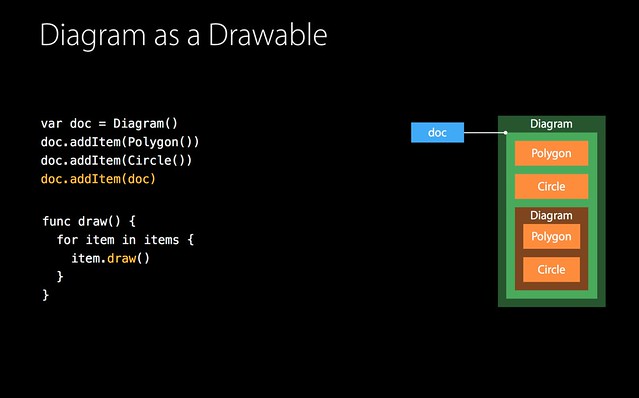 Diagram as a Drawable
var doc = Diagram()
doc.addItem(Polygon())
doc.addItem(Circle())
doc.addItem(doc)
func draw() {
  for item in items {
    item.draw()
  }
}
doc
Diagram
Polygon
Circle
Diagram
Polygon
Circle